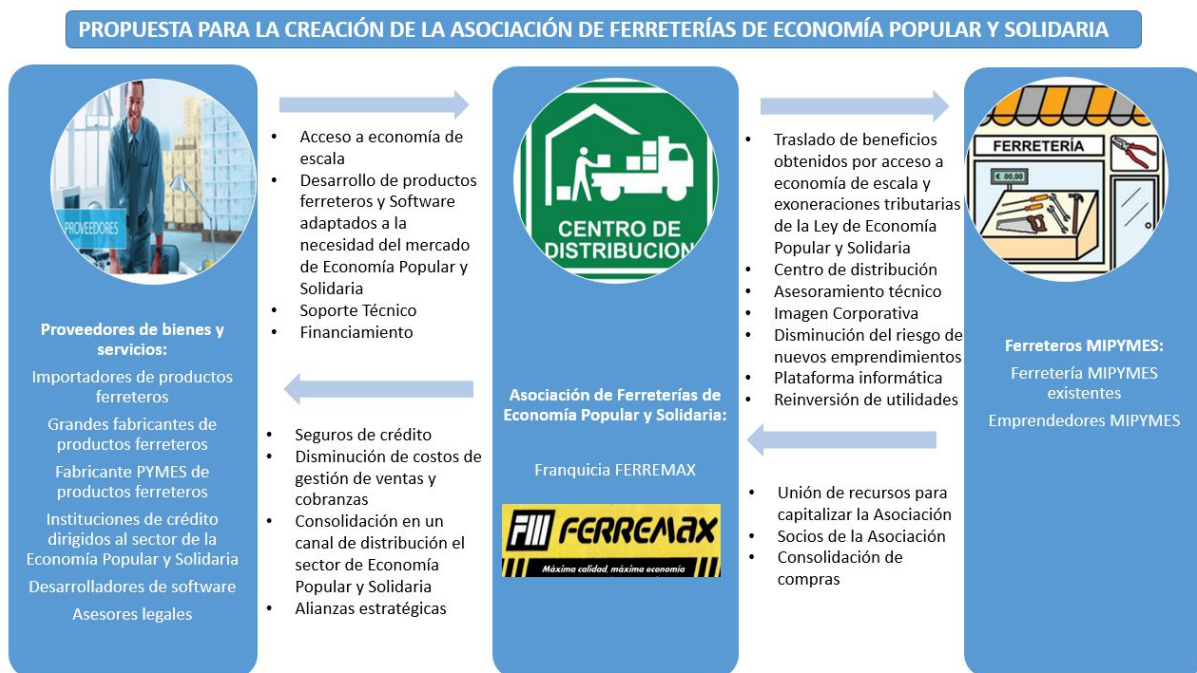 PROPUESTA PARA LA CREACIÓN DE LA ASOCIACIÓN DE FERRETERÍAS DE ECONOMÍA POPULAR Y SOLIDARIA
PROVEEDORES
Proveedores de bienes y
servicios:
Importadores de productos
ferreteros
Grandes fabricantes de
productos ferreteros
Fabricante PYMES de
productos ferreteros
Instituciones de crédito
dirigidos al sector de la
Economía Popular y Solidaria
Desarrolladores de software
Asesores legales
• Acceso a economía de
escala
• Desarrollo de productos
ferreteros y Software
adaptados a la
necesidad del mercado
de Economía Popular y
Solidaria
• Soporte Técnico
• Financiamiento
• Seguros de crédito
• Disminución de costos de
gestión de ventas y
cobranzas
• Consolidación en un
canal de distribución el
sector de Economía
Popular y Solidaria
• Alianzas estratégicas
CENTRO DE
DISTRIBUCION
Asociación de Ferreterías de
Economía Popular y Solidaria:
Franquicia FERREMAX
FM FERREMAX
Máxima calidad, máxima economía
• Traslado de beneficios
obtenidos por acceso a
economía de escala y
exoneraciones tributarias
de la Ley de Economía
Popular y Solidaria
• Centro de distribución
• Asesoramiento técnico
• Imagen Corporativa
• Disminución del riesgo de
nuevos emprendimientos
• Plataforma informática
• Reinversión de utilidades
• Unión de recursos para
capitalizar la Asociación
• Socios de la Asociación
• Consolidación de
compras
FERRETERÍA
€ 00,00
Ferreteros MIPYMES:
Ferretería MIPYMES
existentes
Emprendedores MIPYMES